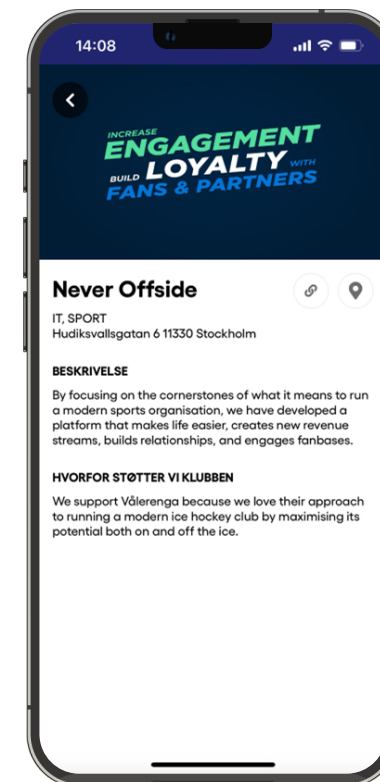 14:08
INCREASE
ENGAGEMENT
BUILD LOYALTY WITH
FANS & PARTNERS
Never Offside
IT, SPORT
Hudiksvallsgatan 6 11330 Stockholm
BESKRIVELSE
By focusing on the cornerstones of what it means to run
a modern sports organisation, we have developed a
platform that makes life easier, creates new revenue
streams, builds relationships, and engages fanbases.
HVORFOR STØTTER VI KLUBBEN
We support Vålerenga because we love their approach
to running a modern ice hockey club by maximising its
potential both on and off the ice.